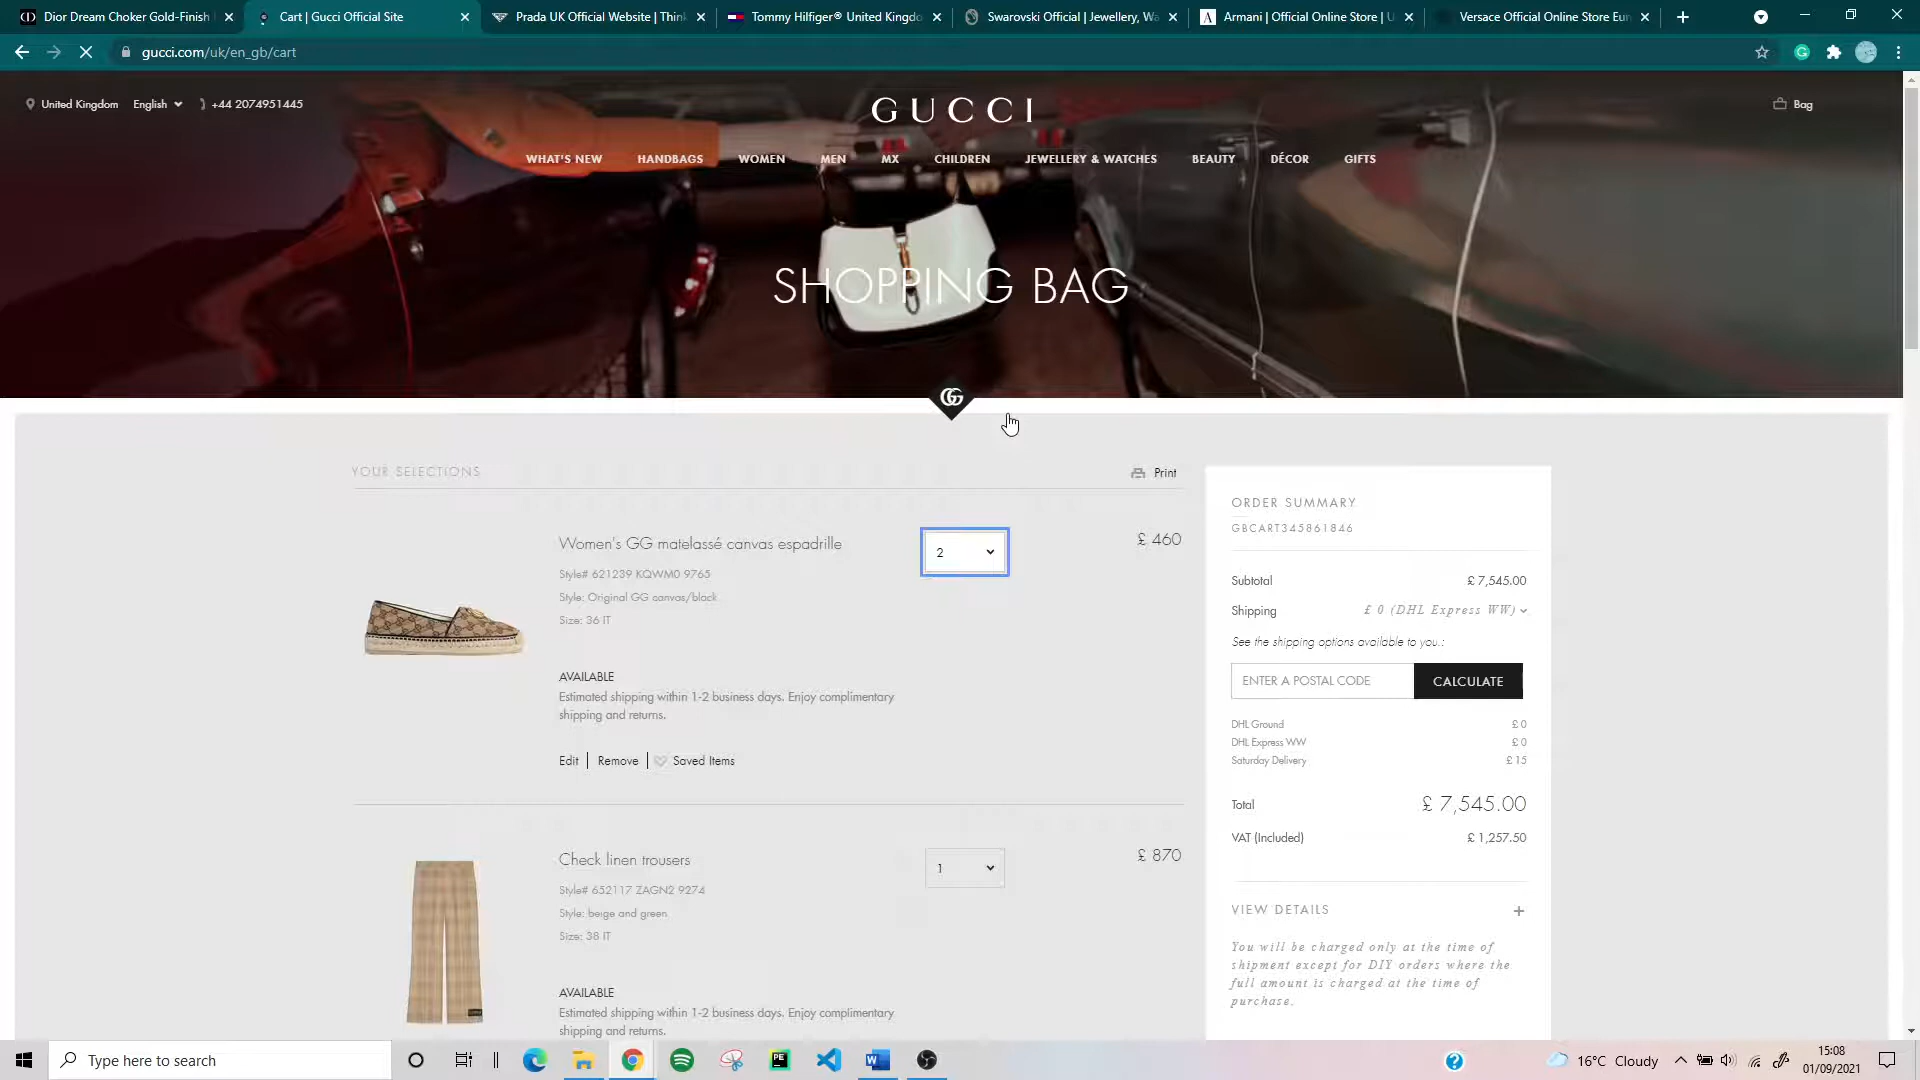 Dior Dream Choker Gold-Finish
Cart | Gucci Official Site
Prada UK Official Website | Thin
Tommy Hilfiger® United Kingdo
Swarovski Official | Jewellery, Wa
Armani | Official Online Store | U
Versace Official Online Store Eur
gucci.com/uk/en_gb/cart
United Kingdom English +44 2074951445
GUCCI
Bag
WHAT'S NEW HANDBAGS WOMEN MEN MX CHILDREN JEWELLERY & WATCHES BEAUTY DÉCOR GIFTS
SHOPPING BAG
YOUR SELECTIONS
Print
Women's GG matelassé canvas espadrille
2
£ 460
Style# 621239 KQWM0 9765
Style: Original GG canvas/black
Size: 36 IT
AVAILABLE
Estimated shipping within 1-2 business days. Enjoy complimentary
shipping and returns.
Edit | Remove | Saved Items
Check linen trousers
1
£ 870
Style# 652117 ZAGN2 9274
Style: beige and green
Size: 38 IT
AVAILABLE
Estimated shipping within 1-2 business days. Enjoy complimentary
shipping and returns.
ORDER SUMMARY
GBCART345861846
Subtotal £ 7,545.00
Shipping £ 0 (DHL Express WW)
See the shipping options available to you.:
ENTER A POSTAL CODE CALCULATE
DHL Ground £ 0
DHL Express WW £ 0
Saturday Delivery £ 15
Total £ 7,545.00
VAT (Included) £ 1,257.50
VIEW DETAILS +
You will be charged only at the time of
shipment except for DIY orders where the
full amount is charged at the time of
purchase.
Type here to search
16°C Cloudy
15:08
01/09/2021